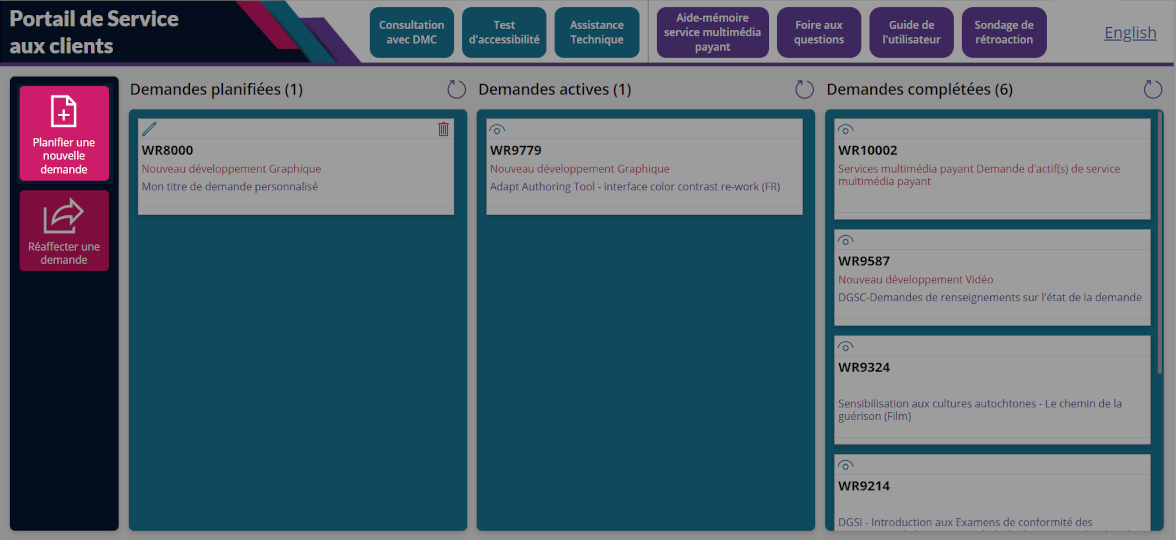 Portail de Service
aux clients
Consultation
avec DMC
Test
d'accessibilité
Assistance
Technique
Aide-mémoire
service multimédia
payant
Foire aux
questions
Guide de
l'utilisateur
Sondage de
rétroaction
English
Planifier une
nouvelle
demande
Réaffecter une
demande
Demandes planifiées (1)
WR8000
Nouveau développement Graphique
Mon titre de demande personnalisé
Demandes actives (1)
WR9779
Nouveau développement Graphique
Adapt Authoring Tool - interface color contrast re-work (FR)
Demandes complétées (6)
WR10002
Services multimédia payant Demande d'actif(s) de service
multimédia payant
WR9587
Nouveau développement Vidéo
DGSC-Demandes de renseignements sur l'état de la demande
WR9324
Sensibilisation aux cultures autochtones - Le chemin de la
guérison (Film)
WR9214
DGSI - Introduction aux Examens de conformité des